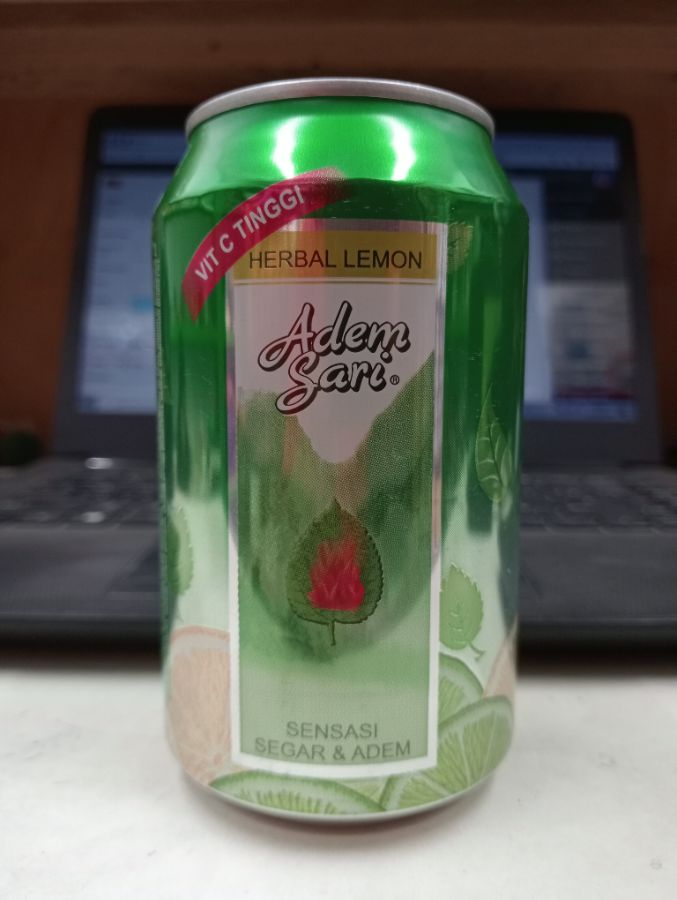 VIT C TINGGI
HERBAL LEMON
Adem
Sari®
SENSASI
SEGAR & ADEM